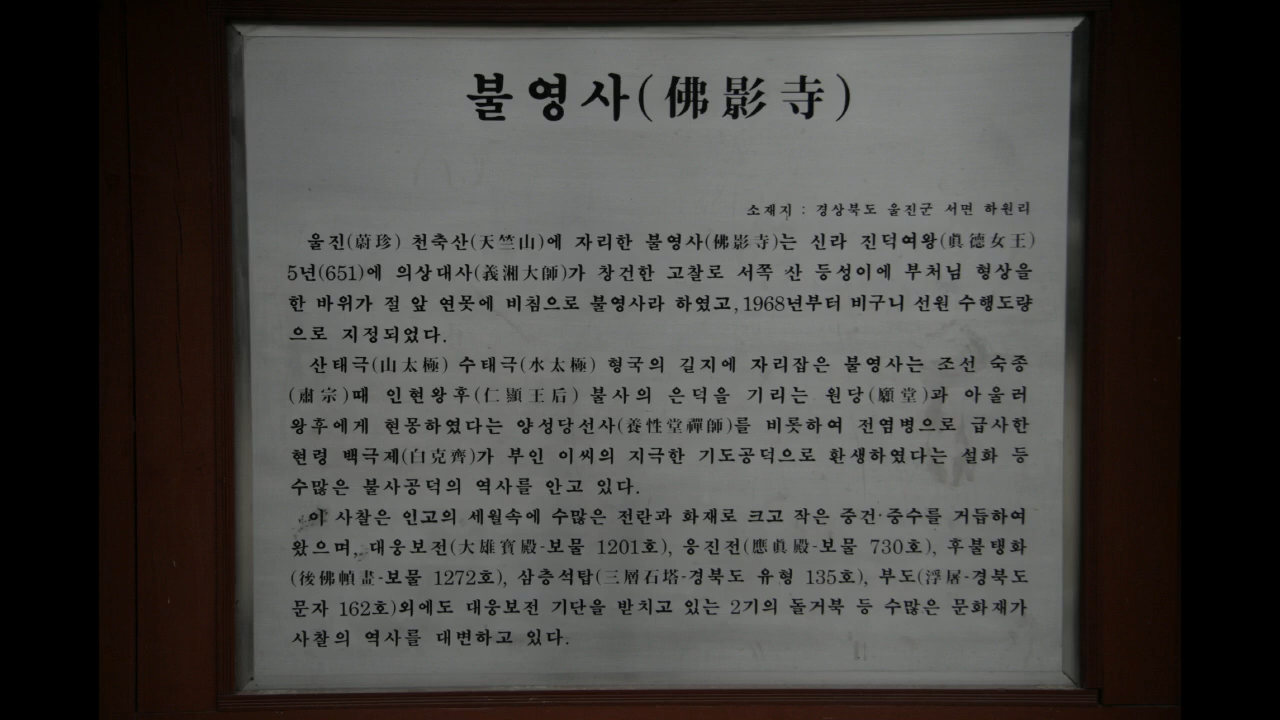 불영사(佛影寺)
소재지 : 경상북도 울진군 서면 하원리
울진(蔚珍) 천축산(天竺山)에 자리한 불영사(佛影寺)는 신라 진덕여왕(眞德女王)
5년(651)에 의상대사(義湘大師)가 창건한 고찰로 서쪽 산 등성이에 부처님 형상을
한 바위가 절 앞 연못에 비침으로 불영사라 하였고, 1968년부터 비구니 선원 수행도량
으로 지정되었다.
산태극(山太極) 수태극(水太極) 형국의 길지에 자리잡은 불영사는 조선 숙종
(肅宗)때 인현왕후(仁顯王后) 불사의 은덕을 기리는 원당(願堂)과 아울러
왕후에게 현몽하였다는 양성당선사(養性堂禪師)를 비롯하여 전염병으로 급사한
현령 백극제(白克齊)가 부인 이씨의 지극한 기도공덕으로 환생하였다는 설화 등
수많은 불사공덕의 역사를 안고 있다.
이 사찰은 인고의 세월속에 수많은 전란과 화재로 크고 작은 중건·중수를 거듭하여
왔으며, 대웅보전(大雄寶殿-보물 1201호), 응진전(應眞殿-보물 730호), 후불탱화
(後佛幀畫-보물 1272호), 삼층석탑(三層石塔-경북도 유형 135호), 부도(浮屠-경북도
문자 162호)외에도 대웅보전 기단을 받치고 있는 2기의 돌거북 등 수많은 문화재가
사찰의 역사를 대변하고 있다.